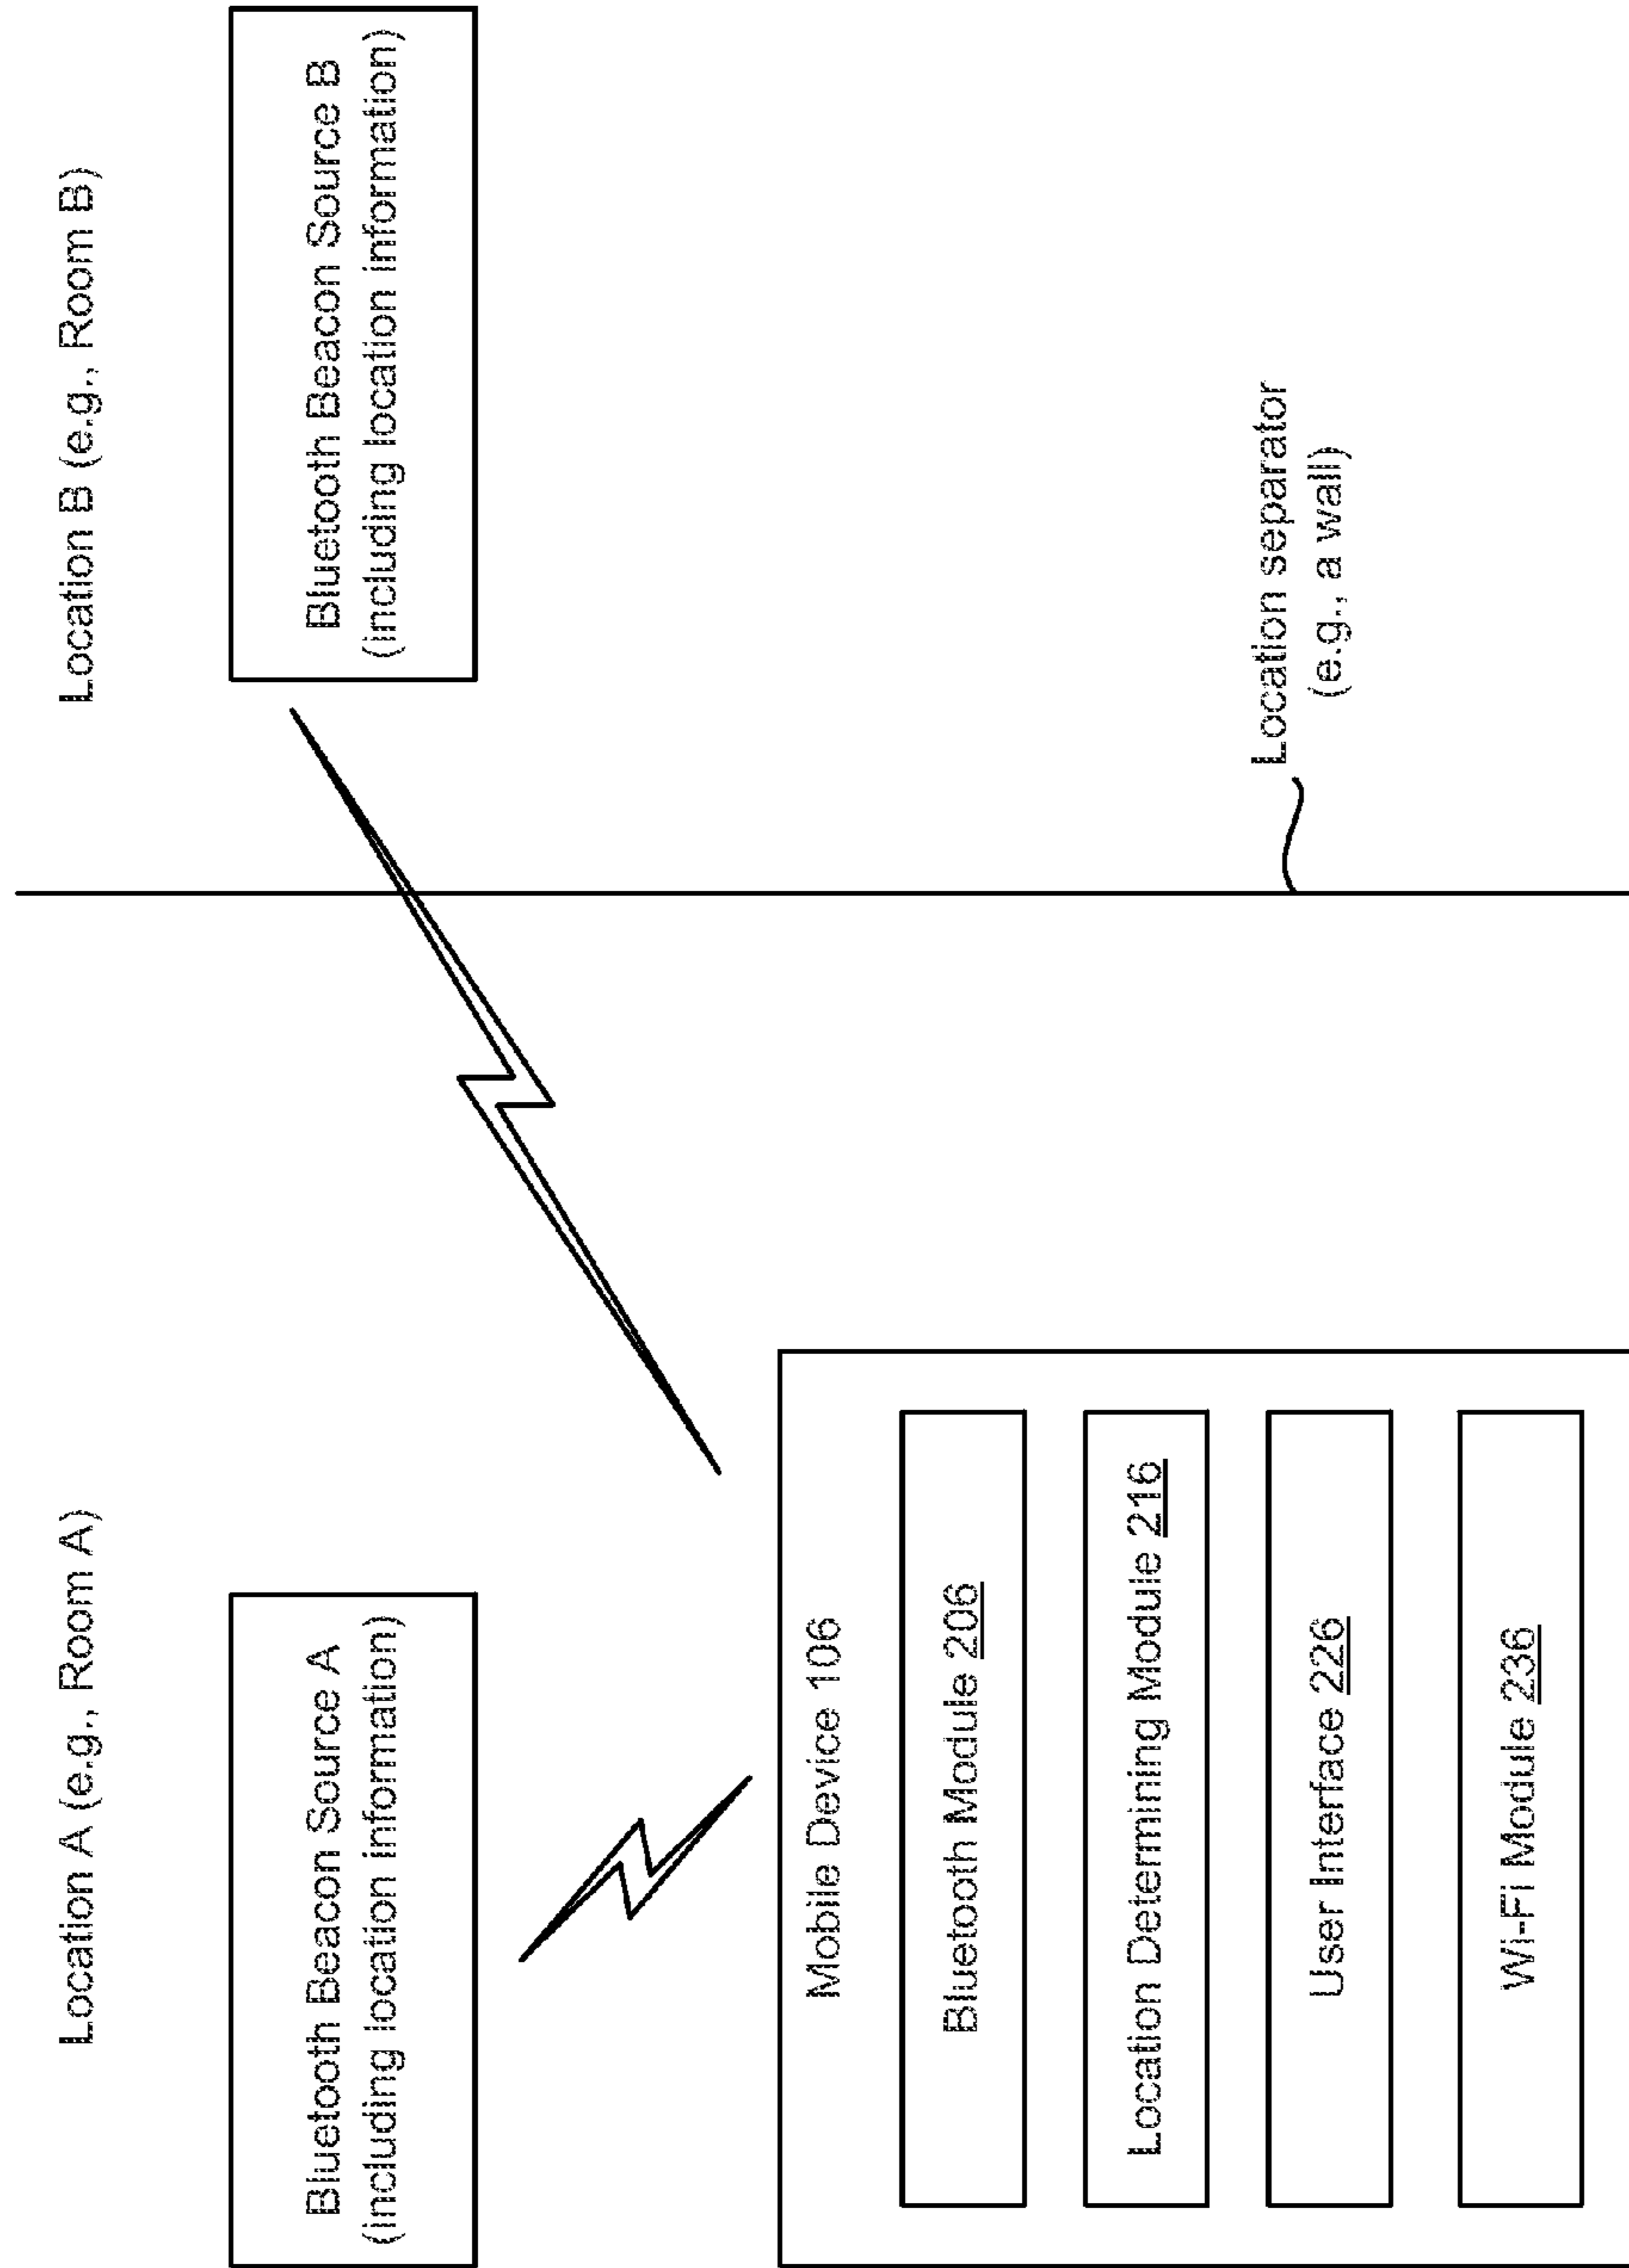 Location A (e.g., Room A)
Location B (e.g., Room B)
Bluetooth Beacon Source A
(including location information)
Bluetooth Beacon Source B
(including location information)
Mobile Device 106
Bluetooth Module 206
Location Determining Module 216
User Interface 226
Wi-Fi Module 236
Location separator
(e.g., a wall)